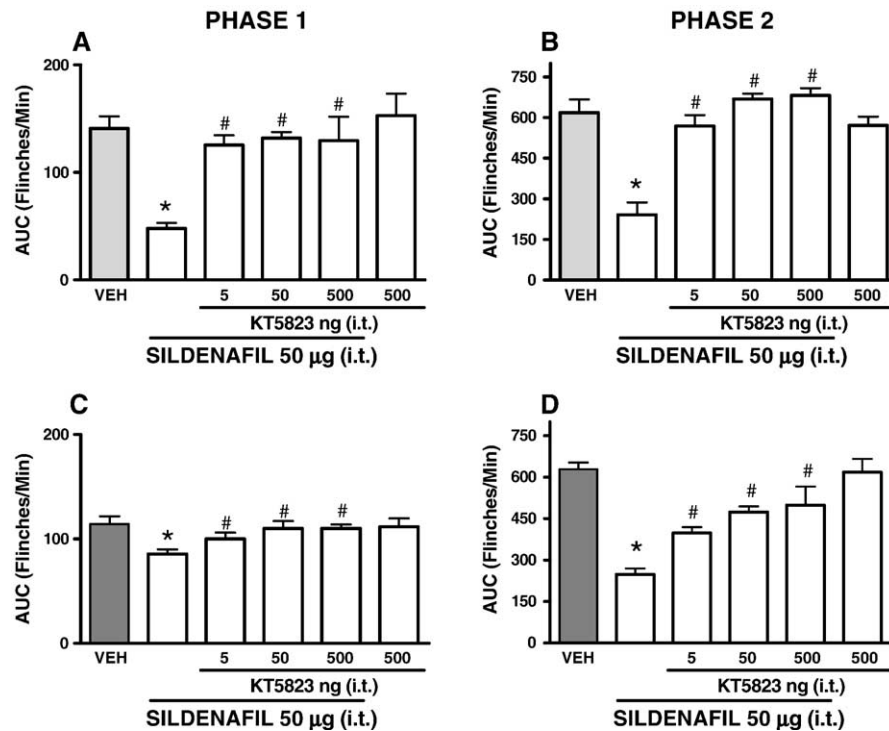 PHASE 1
PHASE 2
A
200
100
0
AUC (Flinches/Min)
*
#
#
#
VEH
5
50
500
500
KT5823 ng (i.t.)
SILDENAFIL 50 µg (i.t.)
B
750
600
450
300
150
0
AUC (Flinches/Min)
*
#
#
#
VEH
5
50
500
500
KT5823 ng (i.t.)
SILDENAFIL 50 µg (i.t.)
C
200
100
0
AUC (Flinches/Min)
*
#
#
#
VEH
5
50
500
500
KT5823 ng (i.t.)
SILDENAFIL 50 µg (i.t.)
D
750
600
450
300
150
0
AUC (Flinches/Min)
*
#
#
#
VEH
5
50
500
500
KT5823 ng (i.t.)
SILDENAFIL 50 µg (i.t.)